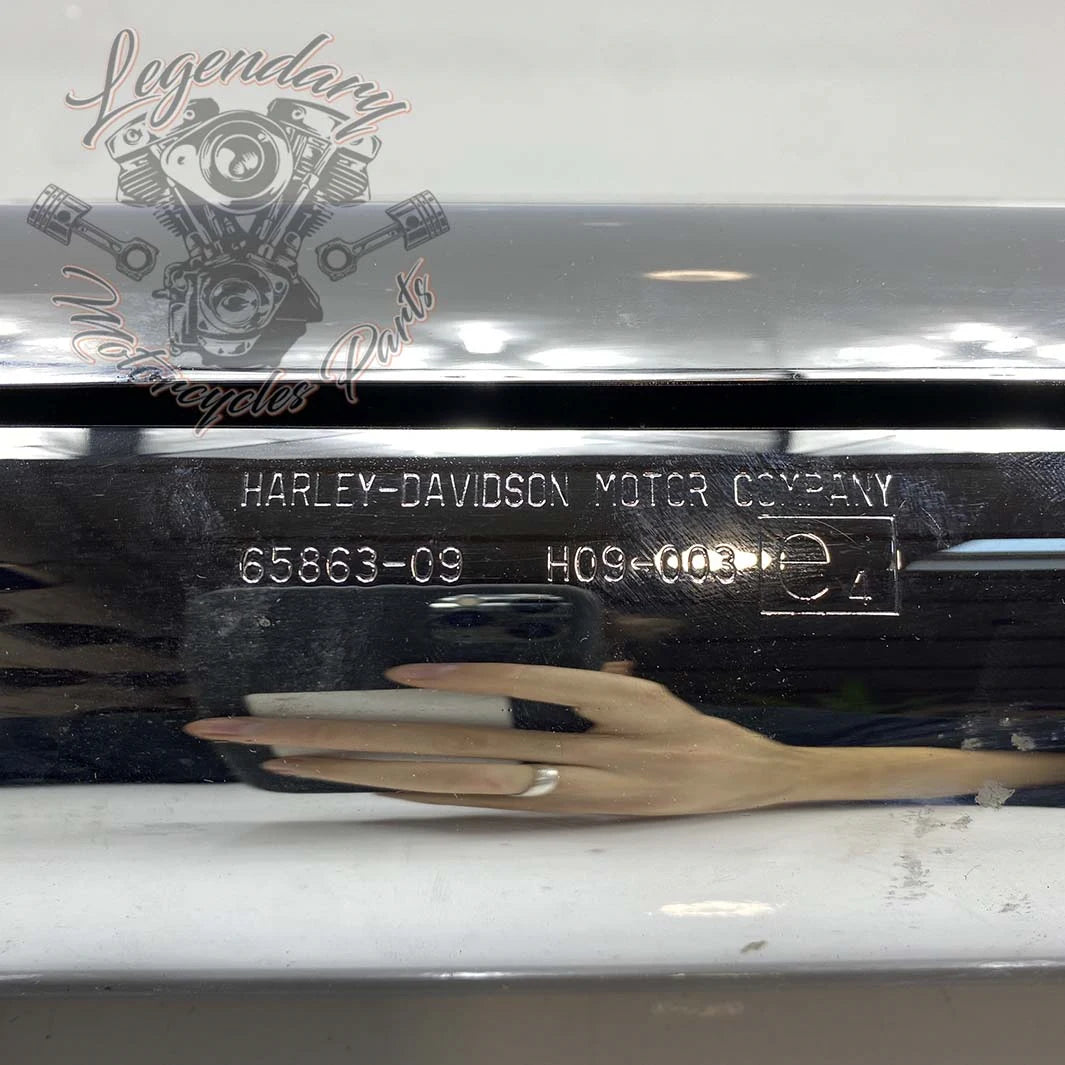 Legendary
Motorcycles Parts
HARLEY-DAVIDSON MOTOR COMPANY
65863-09 H09-003 e4